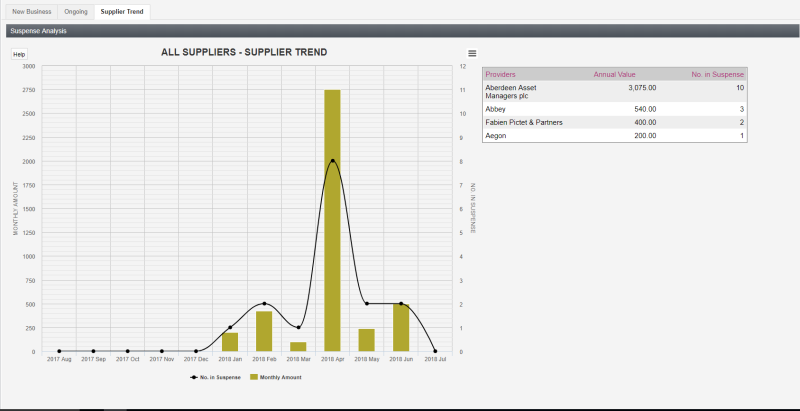 New Business Ongoing Supplier Trend
Suspense Analysis
Help
ALL SUPPLIERS - SUPPLIER TREND
3000
2750
2500
2250
2000
1750
1500
1250
1000
750
500
250
0
MONTHLY AMOUNT
12
11
10
9
8
7
6
5
4
3
2
1
0
NO. IN SUSPENSE
2017 Aug 2017 Sep 2017 Oct 2017 Nov 2017 Dec 2018 Jan 2018 Feb 2018 Mar 2018 Apr 2018 May 2018 Jun 2018 Jul
No. in Suspense Monthly Amount
Providers Annual Value No. in Suspense
Aberdeen Asset 3,075.00 10
Managers plc
Abbey 540.00 3
Fabien Pictet & Partners 400.00 2
Aegon 200.00 1